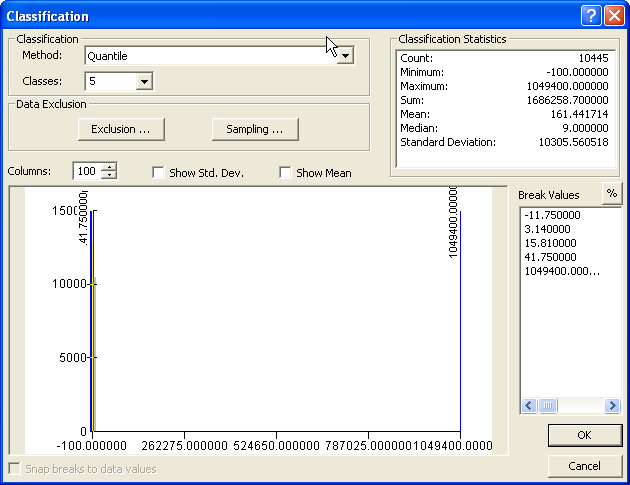 Classification
Classification
Method: Quantile
Classes: 5
Data Exclusion
Exclusion ...
Sampling ...
Classification Statistics
Count: 10445
Minimum: -100.000000
Maximum: 1049400.000000
Sum: 1686258.700000
Mean: 161.441714
Median: 9.000000
Standard Deviation: 10305.560518
Columns: 100
Show Std. Dev.
Show Mean
Break Values
%
-11.750000
3.140000
15.810000
41.750000
1049400.000...
15000
10000
5000
0
41.750000
1049400.000000
-100.000000 262275.000000 524650.000000 787025.000000 1049400.0000
Snap breaks to data values
OK
Cancel